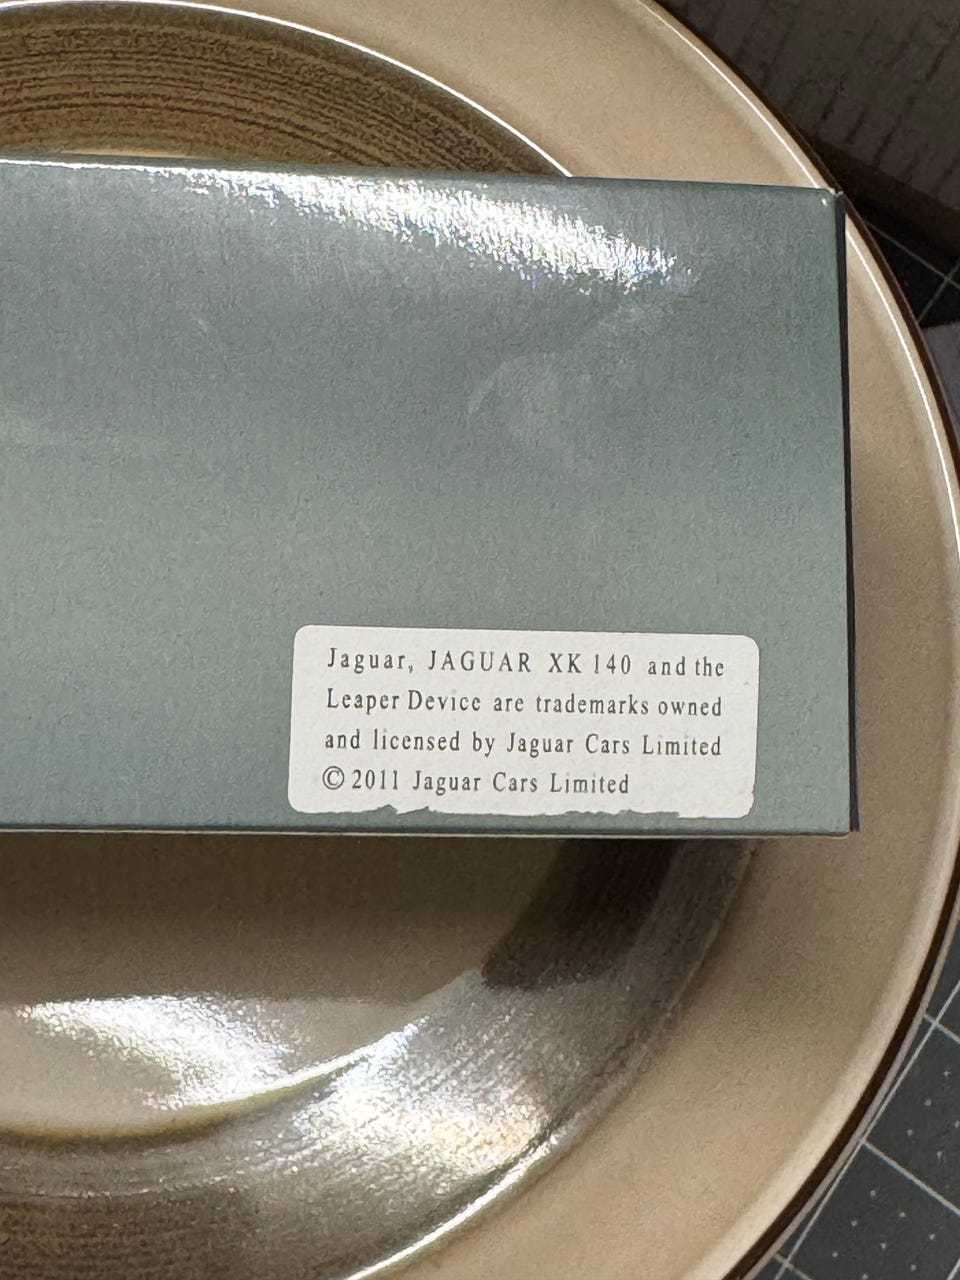 Jaguar, JAGUAR XK 140 and the
Leaper Device are trademarks owned
and licensed by Jaguar Cars Limited
© 2011 Jaguar Cars Limited